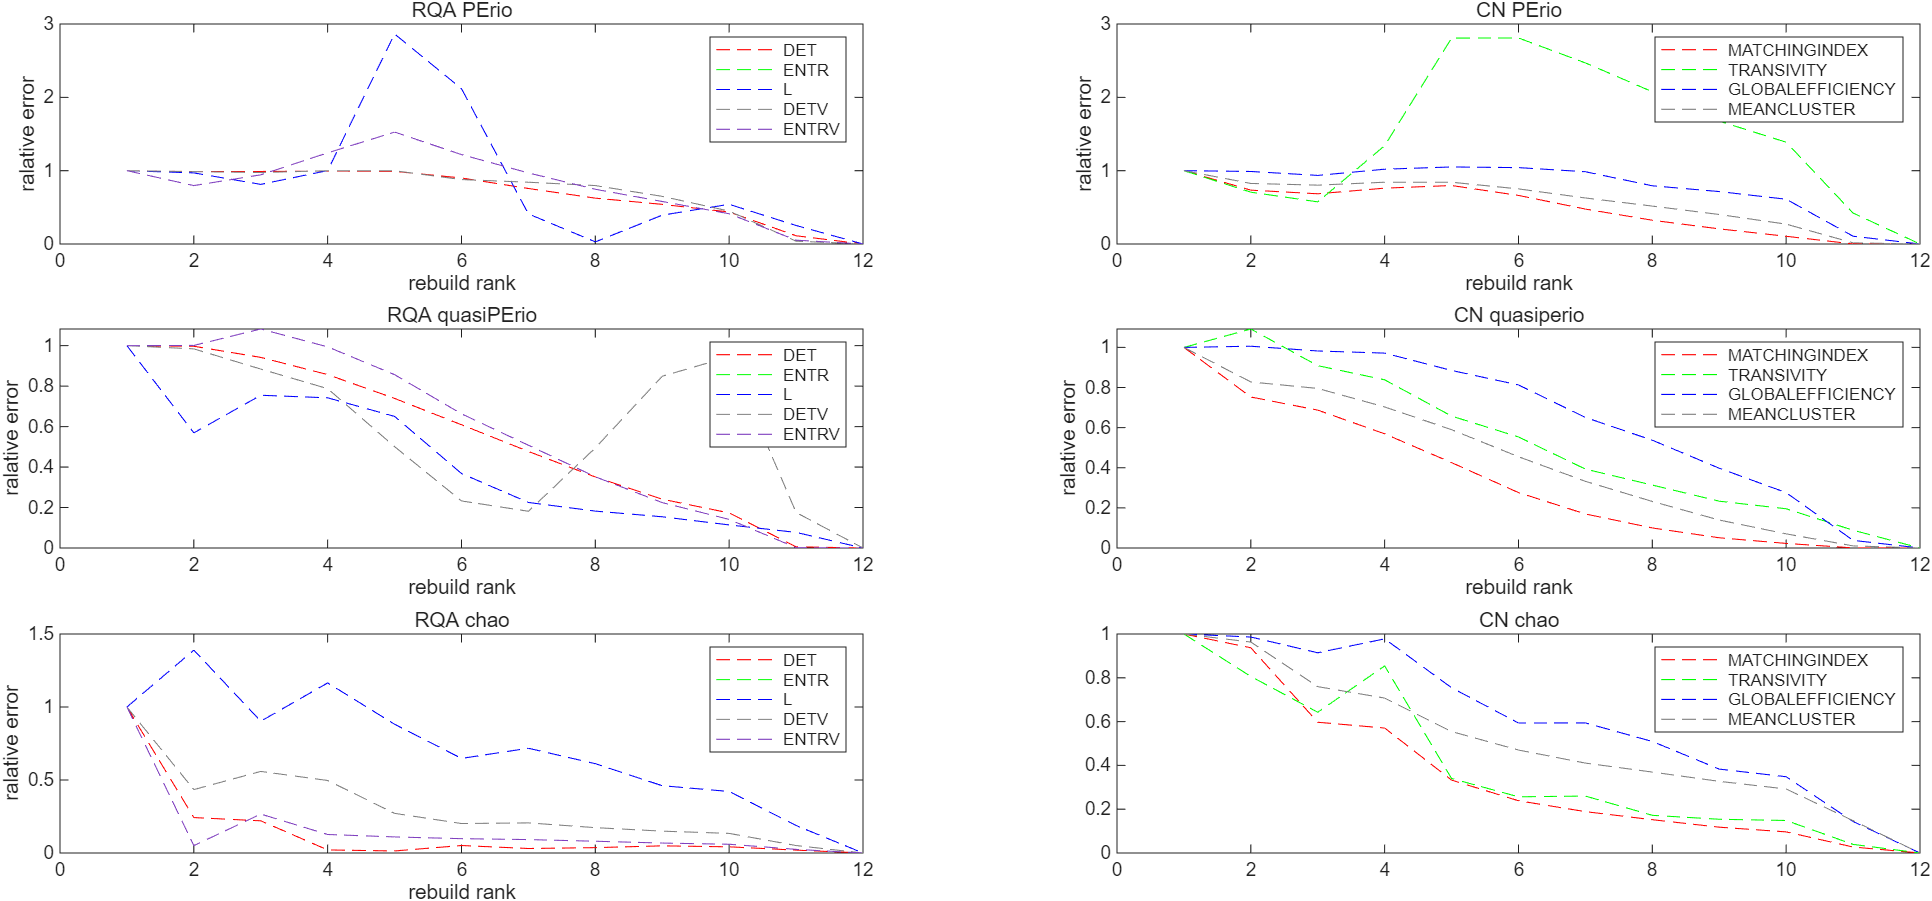 RQA PErio
3
2
1
0
ralative error
DET
ENTR
L
DETV
ENTRV
0 2 4 6 8 10 12
rebuild rank
CN PErio
3
2
1
0
ralative error
MATCHINGINDEX
TRANSIVITY
GLOBALEFFICIENCY
MEANCLUSTER
0 2 4 6 8 10 12
rebuild rank
RQA quasiPErio
1
0.8
0.6
0.4
0.2
0
ralative error
DET
ENTR
L
DETV
ENTRV
0 2 4 6 8 10 12
rebuild rank
CN quasiperio
1
0.8
0.6
0.4
0.2
0
ralative error
MATCHINGINDEX
TRANSIVITY
GLOBALEFFICIENCY
MEANCLUSTER
0 2 4 6 8 10 12
rebuild rank
RQA chao
1.5
1
0.5
0
ralative error
DET
ENTR
L
DETV
ENTRV
0 2 4 6 8 10 12
rebuild rank
CN chao
1
0.8
0.6
0.4
0.2
0
ralative error
MATCHINGINDEX
TRANSIVITY
GLOBALEFFICIENCY
MEANCLUSTER
0 2 4 6 8 10 12
rebuild rank